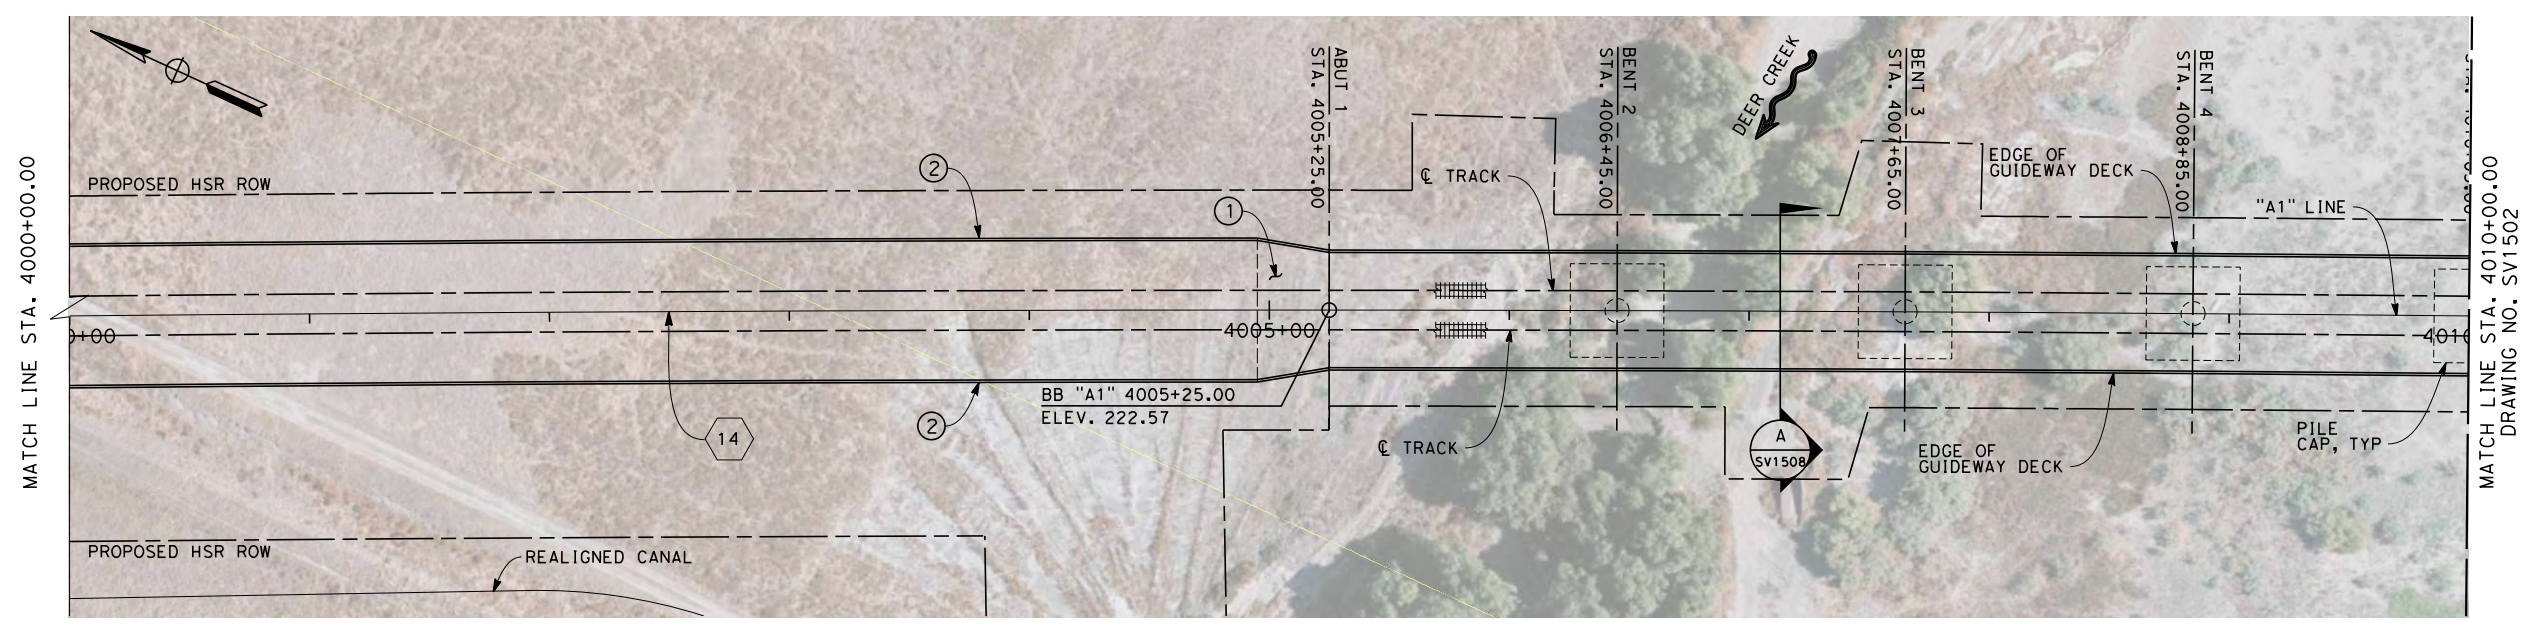 MATCH LINE STA. 4000+00.00
PROPOSED HSR ROW
2
1
ABUT 1
STA. 4005+25.00
BENT 2
STA. 4006+45.00
DEER CREEK
BENT 3
STA. 4007+65.00
BENT 4
STA. 4008+85.00
℄ TRACK
EDGE OF
GUIDEWAY DECK
"A1" LINE
MATCH LINE STA. 4010+00.00
DRAWING NO. SV1502
0+00
4005+00
4010
BB "A1" 4005+25.00
ELEV. 222.57
2
14
℄ TRACK
A
SV1508
EDGE OF
GUIDEWAY DECK
PILE
CAP, TYP
PROPOSED HSR ROW
REALIGNED CANAL